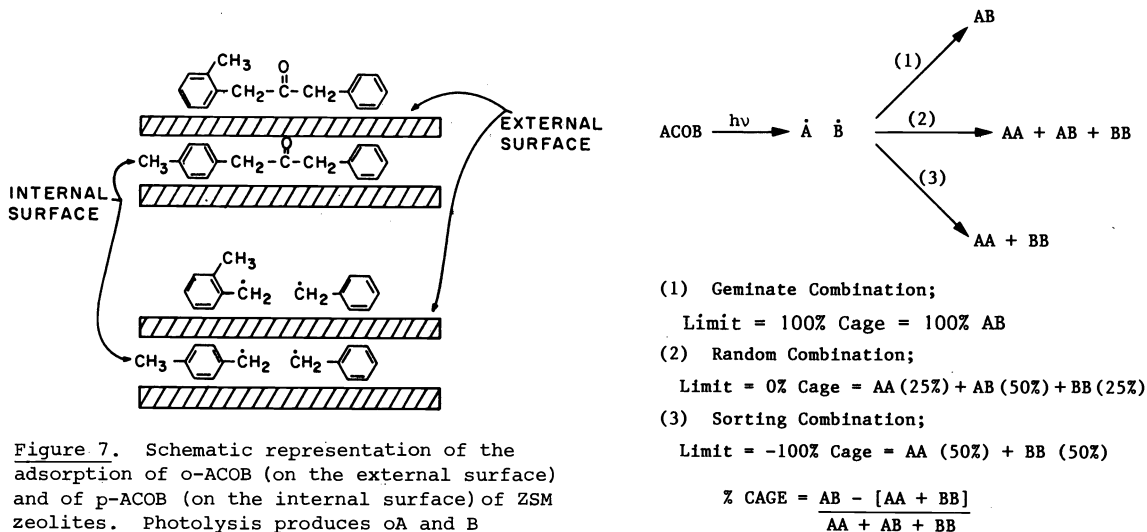 CH3
O
CH2-C-CH2
EXTERNAL
SURFACE
O
CH3
CH2-C-CH2
INTERNAL
SURFACE
CH3
ĊH2 ĊH2
CH3
ĊH2 ĊH2
Figure 7. Schematic representation of the
adsorption of o-ACOB (on the external surface)
and of p-ACOB (on the internal surface) of ZSM
zeolites. Photolysis produces oA and B
AB
(1)
ACOB hν Ȧ Ḃ (2) AA + AB + BB
(3)
AA + BB
(1) Geminate Combination;
Limit = 100% Cage = 100% AB
(2) Random Combination;
Limit = 0% Cage = AA (25%) + AB (50%) + BB (25%)
(3) Sorting Combination;
Limit = -100% Cage = AA (50%) + BB (50%)
% CAGE = AB - [AA + BB]
AA + AB + BB